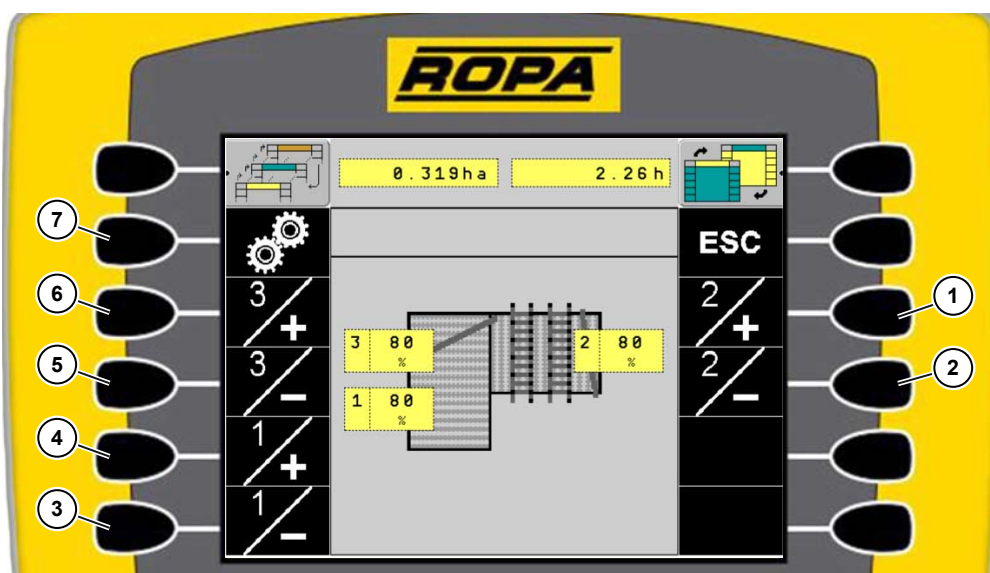 ROPA
0.319ha 2.26h
7
ESC
6
3/+
2/+
1
3 80 %
2 80 %
5
3/-
2/-
2
1 80 %
4
1/+
3
1/-